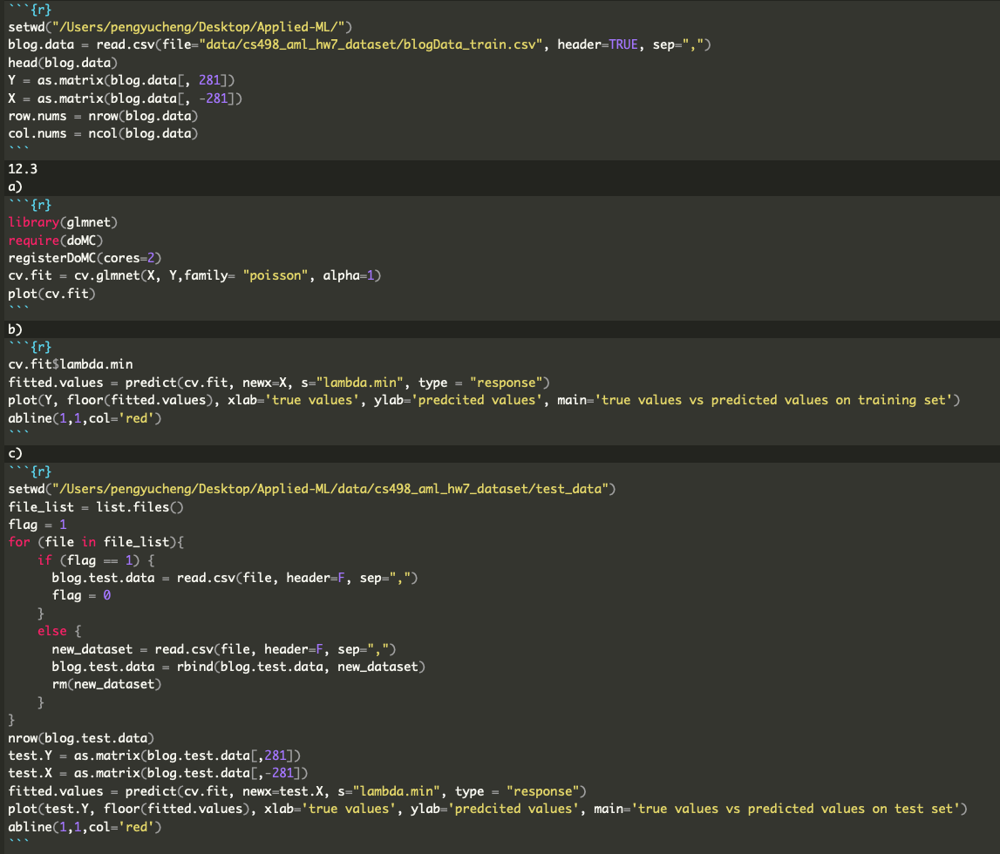 ```{r}
setwd("/Users/pengyucheng/Desktop/Applied-ML/")
blog.data = read.csv(file="data/cs498_aml_hw7_dataset/blogData_train.csv", header=TRUE, sep=",")
head(blog.data)
Y = as.matrix(blog.data[, 281])
X = as.matrix(blog.data[, -281])
row.nums = nrow(blog.data)
col.nums = ncol(blog.data)
```
12.3
a)
```{r}
library(glmnet)
require(doMC)
registerDoMC(cores=2)
cv.fit = cv.glmnet(X, Y,family= "poisson", alpha=1)
plot(cv.fit)
```
b)
```{r}
cv.fit$lambda.min
fitted.values = predict(cv.fit, newx=X, s="lambda.min", type = "response")
plot(Y, floor(fitted.values), xlab='true values', ylab='predcited values', main='true values vs predicted values on training set')
abline(1,1,col='red')
```
c)
```{r}
setwd("/Users/pengyucheng/Desktop/Applied-ML/data/cs498_aml_hw7_dataset/test_data")
file_list = list.files()
flag = 1
for (file in file_list){
    if (flag == 1) {
      blog.test.data = read.csv(file, header=F, sep=",")
      flag = 0
    }
    else {
      new_dataset = read.csv(file, header=F, sep=",")
      blog.test.data = rbind(blog.test.data, new_dataset)
      rm(new_dataset)
    }
}
nrow(blog.test.data)
test.Y = as.matrix(blog.test.data[,281])
test.X = as.matrix(blog.test.data[,-281])
fitted.values = predict(cv.fit, newx=test.X, s="lambda.min", type = "response")
plot(test.Y, floor(fitted.values), xlab='true values', ylab='predcited values', main='true values vs predicted values on test set')
abline(1,1,col='red')
```